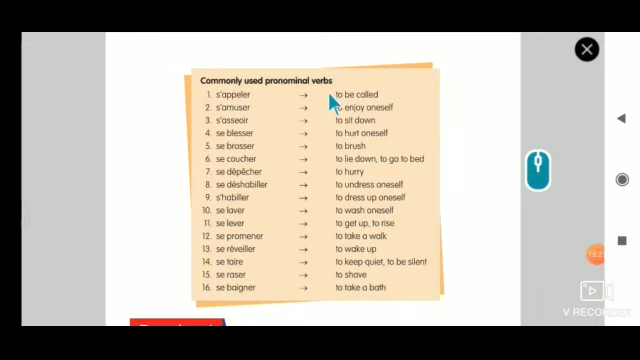 Commonly used pronominal verbs
1. s'appeler → to be called
2. s'amuser → to enjoy oneself
3. s'asseoir → to sit down
4. se blesser → to hurt oneself
5. se brosser → to brush
6. se coucher → to lie down, to go to bed
7. se dépêcher → to hurry
8. se déshabiller → to undress oneself
9. s'habiller → to dress up oneself
10. se laver → to wash oneself
11. se lever → to get up, to rise
12. se promener → to take a walk
13. se réveiller → to wake up
14. se taire → to keep quiet, to be silent
15. se raser → to shave
16. se baigner → to take a bath
V RECORDER